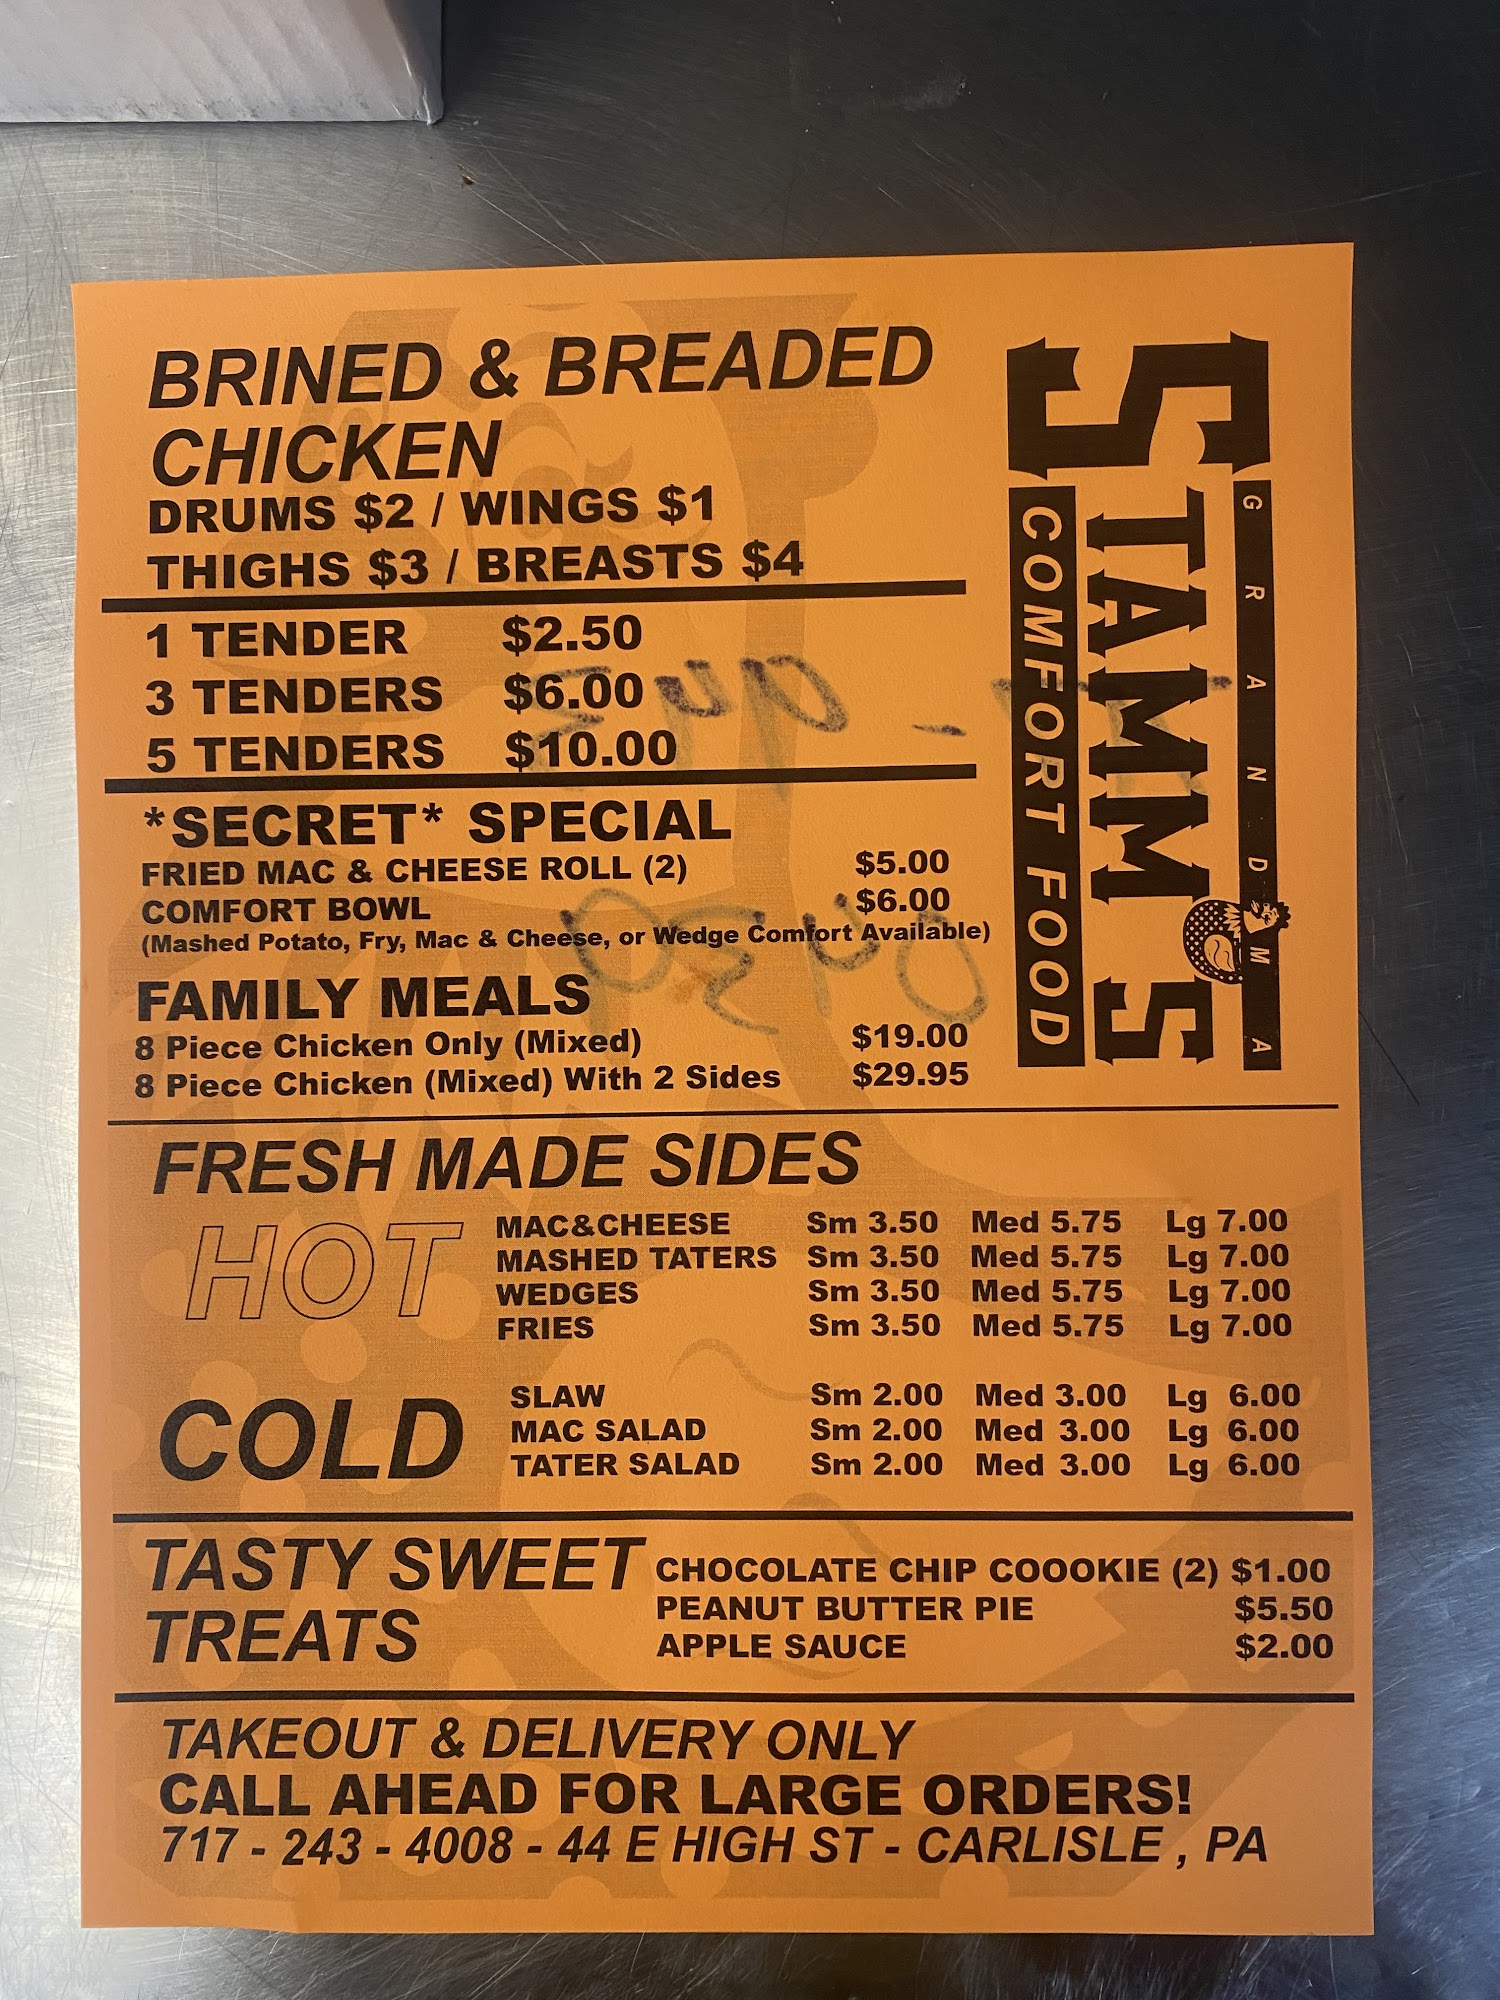 BRINED & BREADED
CHICKEN
DRUMS $2 / WINGS $1
THIGHS $3 / BREASTS $4
1 TENDER $2.50
3 TENDERS $6.00
5 TENDERS $10.00
*SECRET* SPECIAL
FRIED MAC & CHEESE ROLL (2) $5.00
COMFORT BOWL $6.00
(Mashed Potato, Fry, Mac & Cheese, or Wedge Comfort Available)
FAMILY MEALS
8 Piece Chicken Only (Mixed) $19.00
8 Piece Chicken (Mixed) With 2 Sides $29.95
GRANDMA
STAMM'S
COMFORT FOOD
FRESH MADE SIDES
HOT
MAC&CHEESE Sm 3.50 Med 5.75 Lg 7.00
MASHED TATERS Sm 3.50 Med 5.75 Lg 7.00
WEDGES Sm 3.50 Med 5.75 Lg 7.00
FRIES Sm 3.50 Med 5.75 Lg 7.00
COLD
SLAW Sm 2.00 Med 3.00 Lg 6.00
MAC SALAD Sm 2.00 Med 3.00 Lg 6.00
TATER SALAD Sm 2.00 Med 3.00 Lg 6.00
TASTY SWEET
TREATS
CHOCOLATE CHIP COOOKIE (2) $1.00
PEANUT BUTTER PIE $5.50
APPLE SAUCE $2.00
TAKEOUT & DELIVERY ONLY
CALL AHEAD FOR LARGE ORDERS!
717 - 243 - 4008 - 44 E HIGH ST - CARLISLE , PA